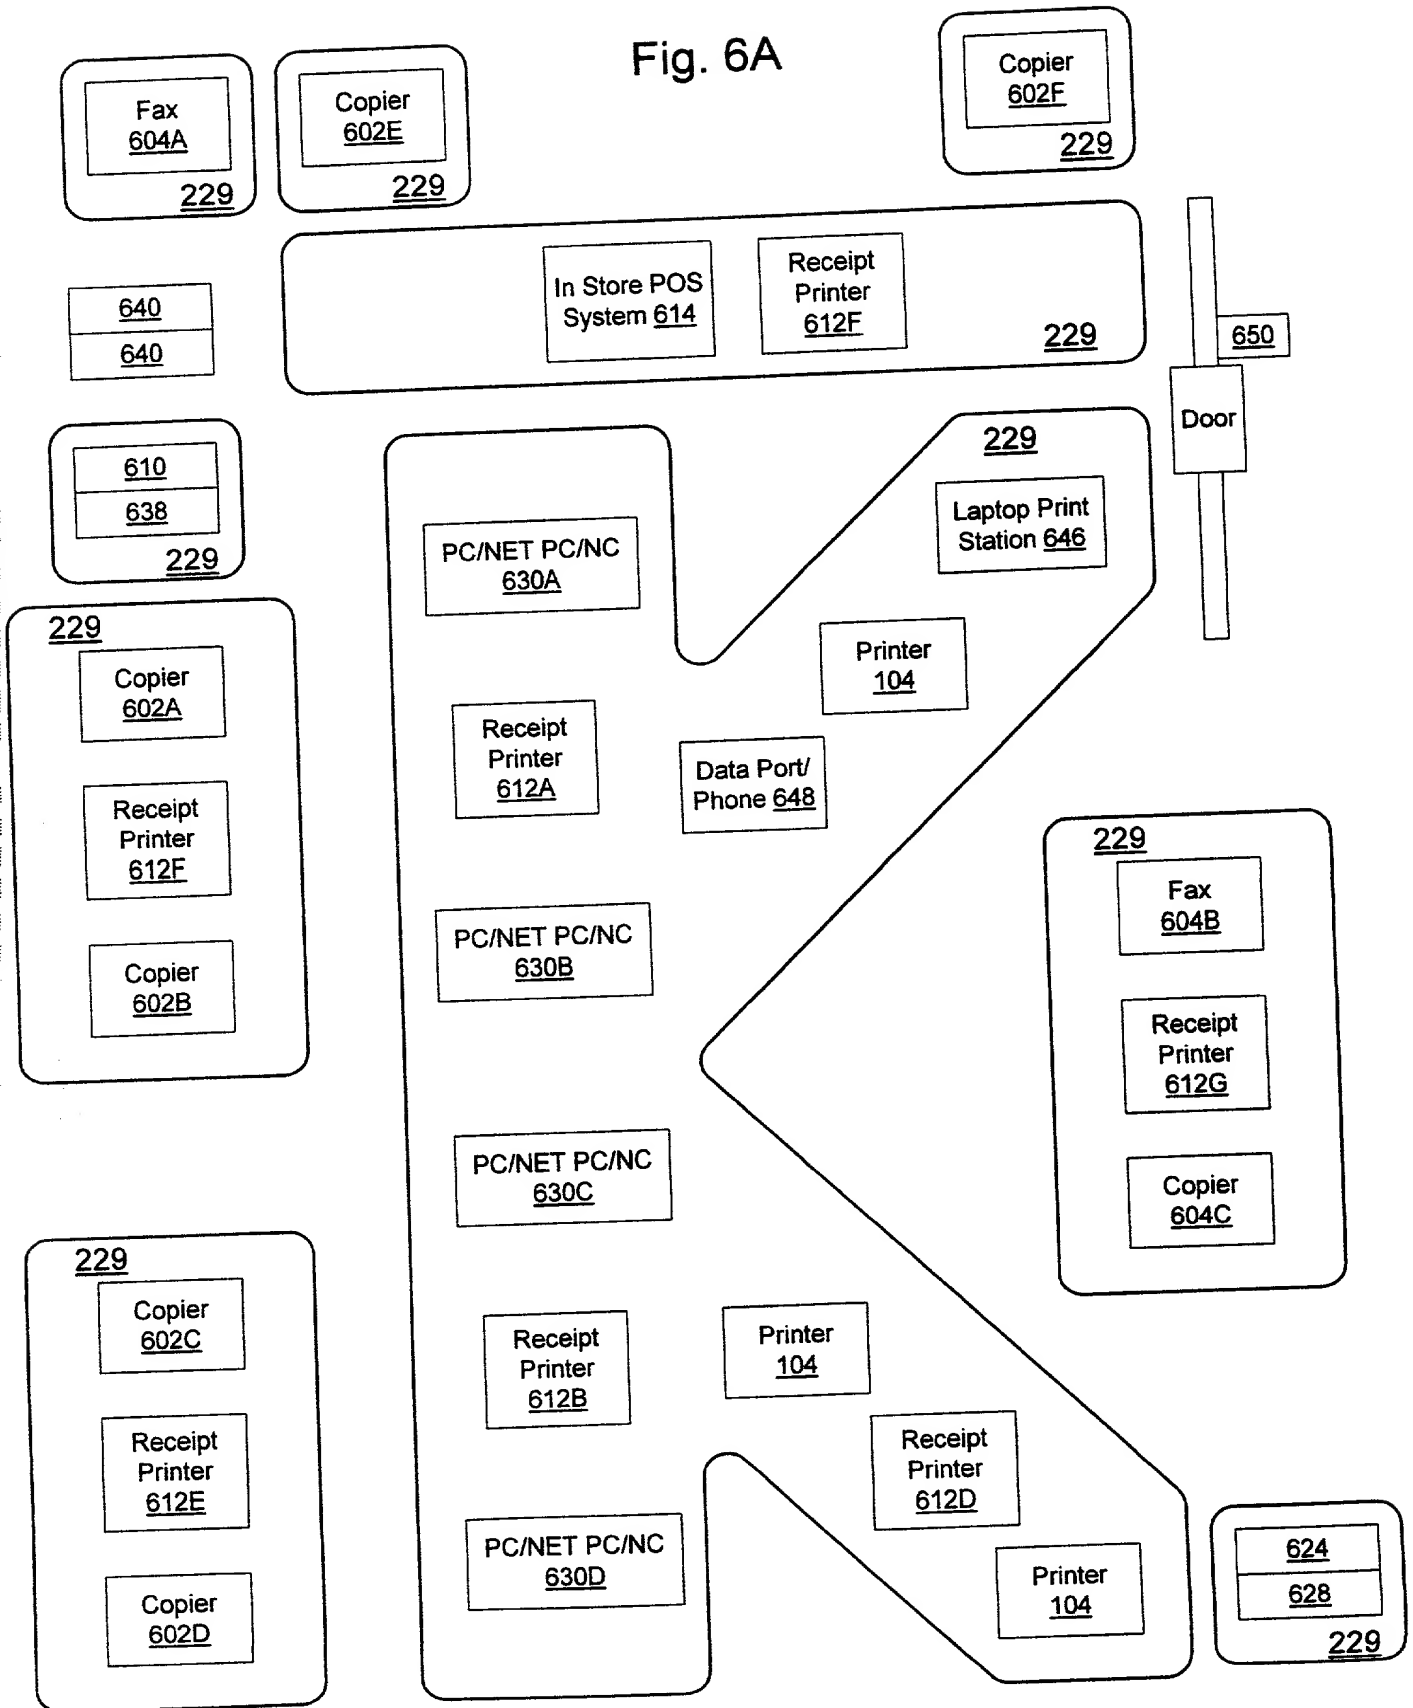 Fig. 6A
Fax
604A
229
Copier
602E
229
Copier
602F
229
In Store POS
System 614
Receipt
Printer
612F
229
640
640
650
Door
610
638
229
229
Laptop Print
Station 646
PC/NET PC/NC
630A
Printer
104
Receipt
Printer
612A
Data Port/
Phone 648
PC/NET PC/NC
630B
PC/NET PC/NC
630C
Receipt
Printer
612B
Printer
104
Receipt
Printer
612D
PC/NET PC/NC
630D
Printer
104
229
Copier
602A
Receipt
Printer
612F
Copier
602B
229
Copier
602C
Receipt
Printer
612E
Copier
602D
229
Fax
604B
Receipt
Printer
612G
Copier
604C
624
628
229